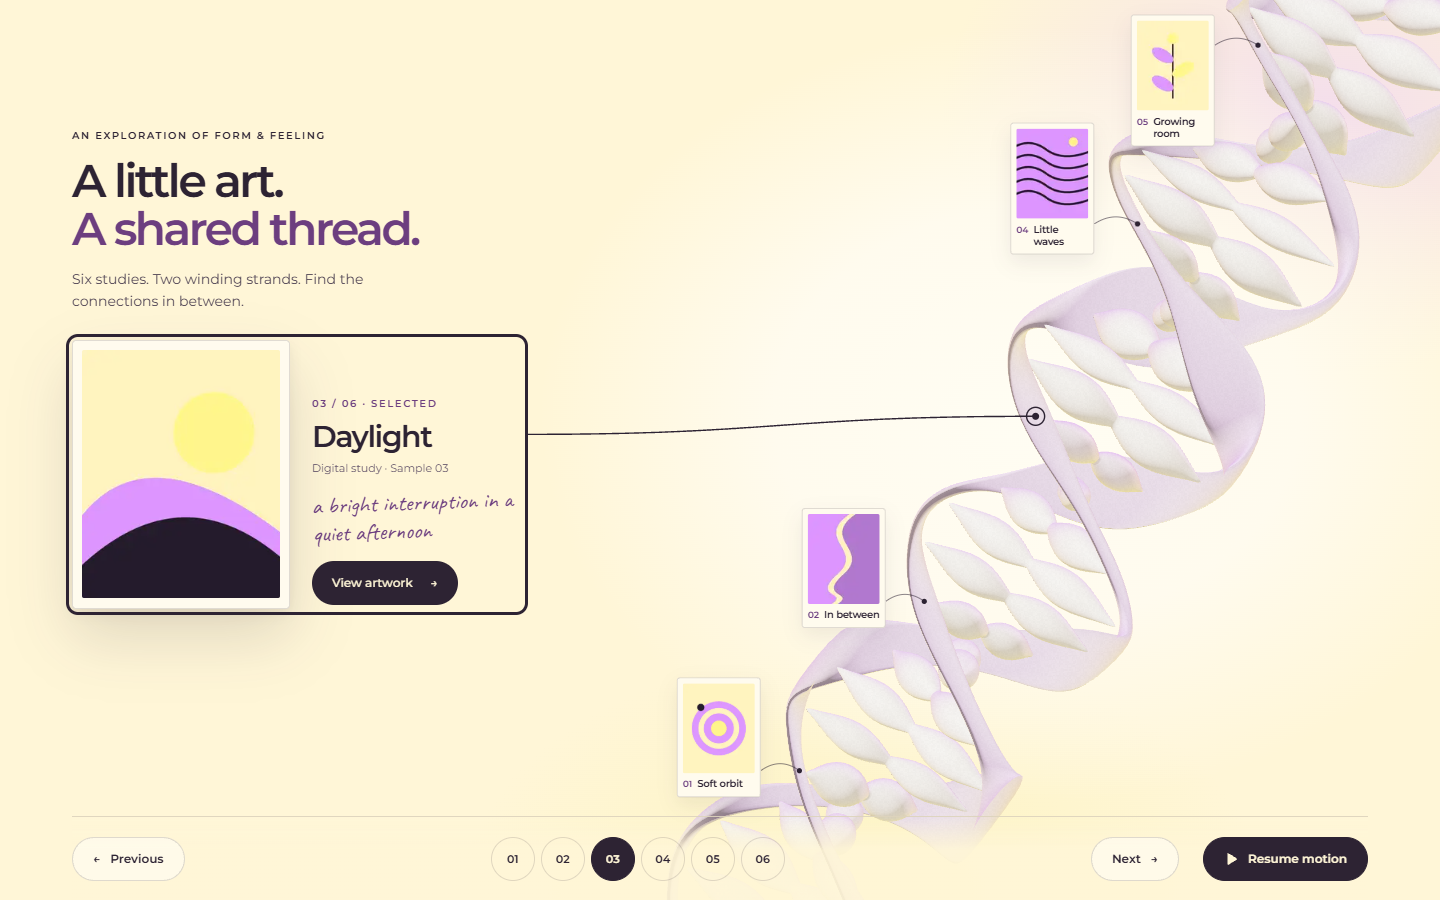 AN EXPLORATION OF FORM & FEELING
A little art.
A shared thread.
Six studies. Two winding strands. Find the
connections in between.
03 / 06 · SELECTED
Daylight
Digital study · Sample 03
a bright interruption in a
quiet afternoon
View artwork →
05 Growing
room
04 Little
waves
02 In between
01 Soft orbit
← Previous
01 02 03 04 05 06
Next →
Resume motion